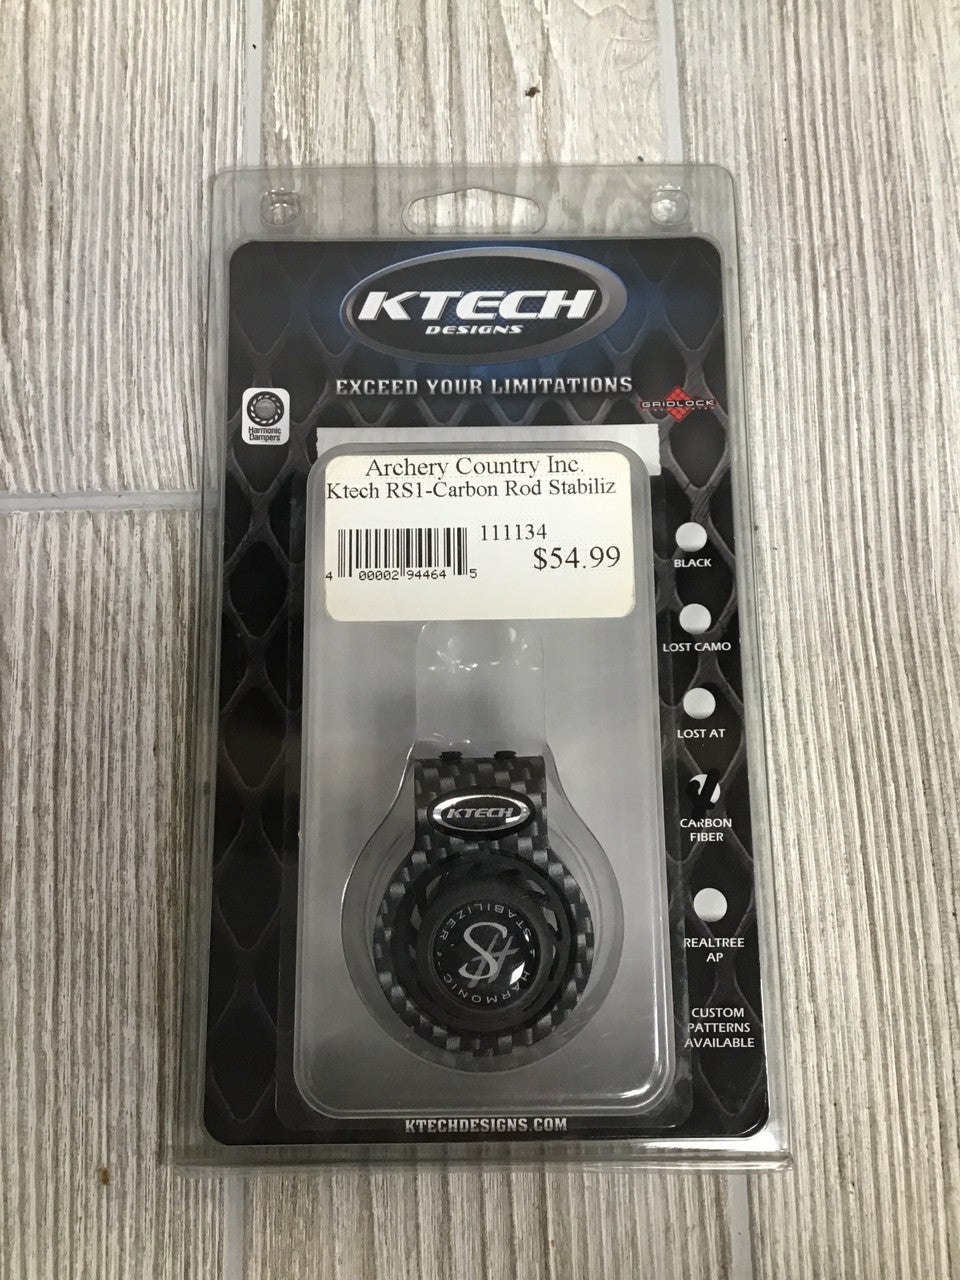 KTECH
DESIGNS
EXCEED YOUR LIMITATIONS
Harmonic
Dampers
GRIDLOCK
Archery Country Inc.
Ktech RS1-Carbon Rod Stabiliz
111134
$54.99
4 00002 94464 5
BLACK
LOST CAMO
LOST AT
CARBON
FIBER
REALTREE
AP
CUSTOM
PATTERNS
AVAILABLE
KTECH
HARMONIC STABILIZER
SH
KTECHDESIGNS.COM